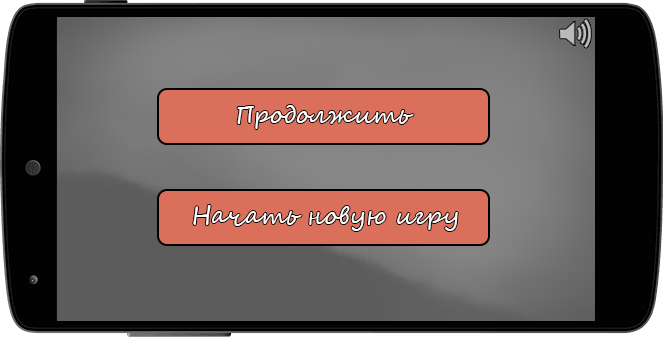 Продолжить
Начать новую игру